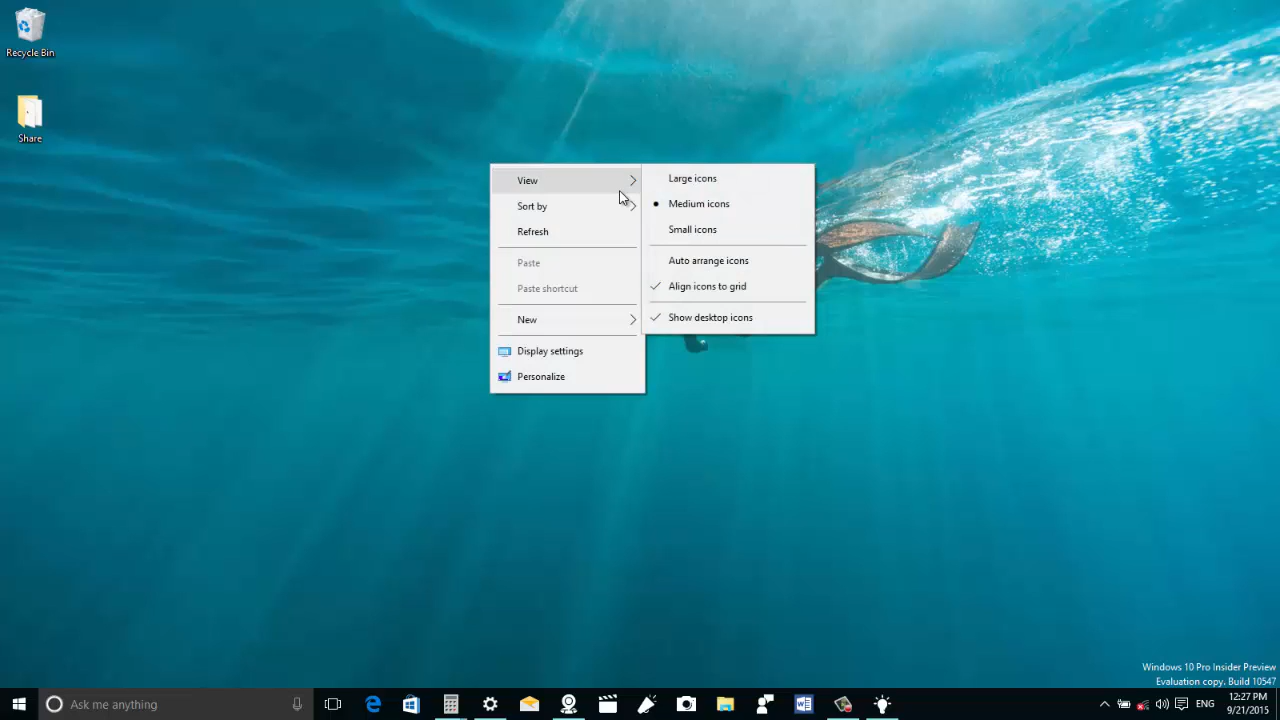 Recycle Bin
Share
View
Sort by
Refresh
Paste
Paste shortcut
New
Display settings
Personalize
Large icons
Medium icons
Small icons
Auto arrange icons
Align icons to grid
Show desktop icons
Windows 10 Pro Insider Preview
Evaluation copy. Build 10547
Ask me anything
ENG
12:27 PM
9/21/2015